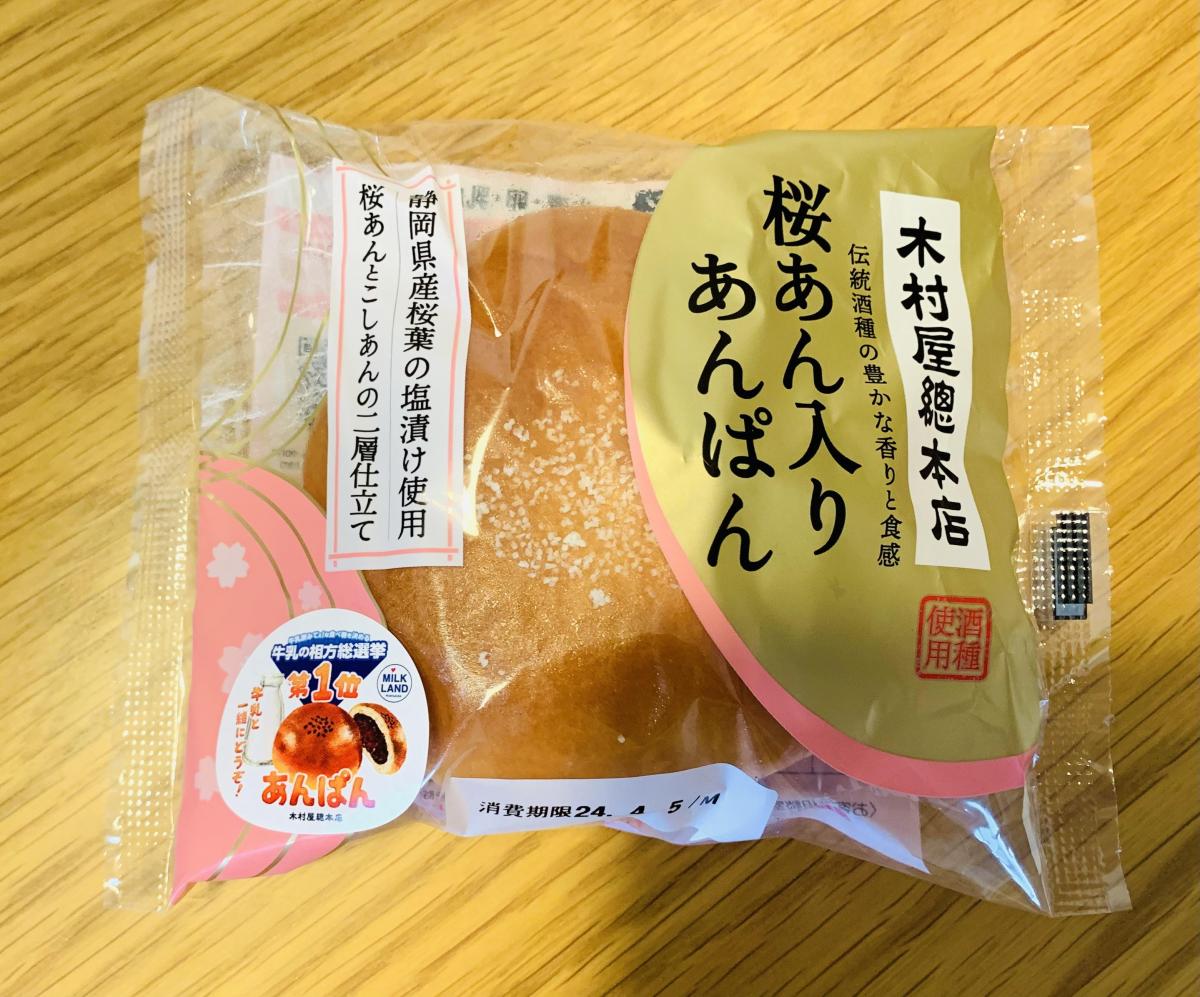 木村屋總本店
伝統酒種の豊かな香りと食感
桜あん入り
あんぱん
酒種
使用
静岡県産桜葉の塩漬け使用
桜あんとこしあんの二層仕立て
牛乳の相方総選挙
第1位
MILK
LAND
牛乳と
一緒にどうぞ!
あんぱん
木村屋總本店
消費期限24. 4. 5/M